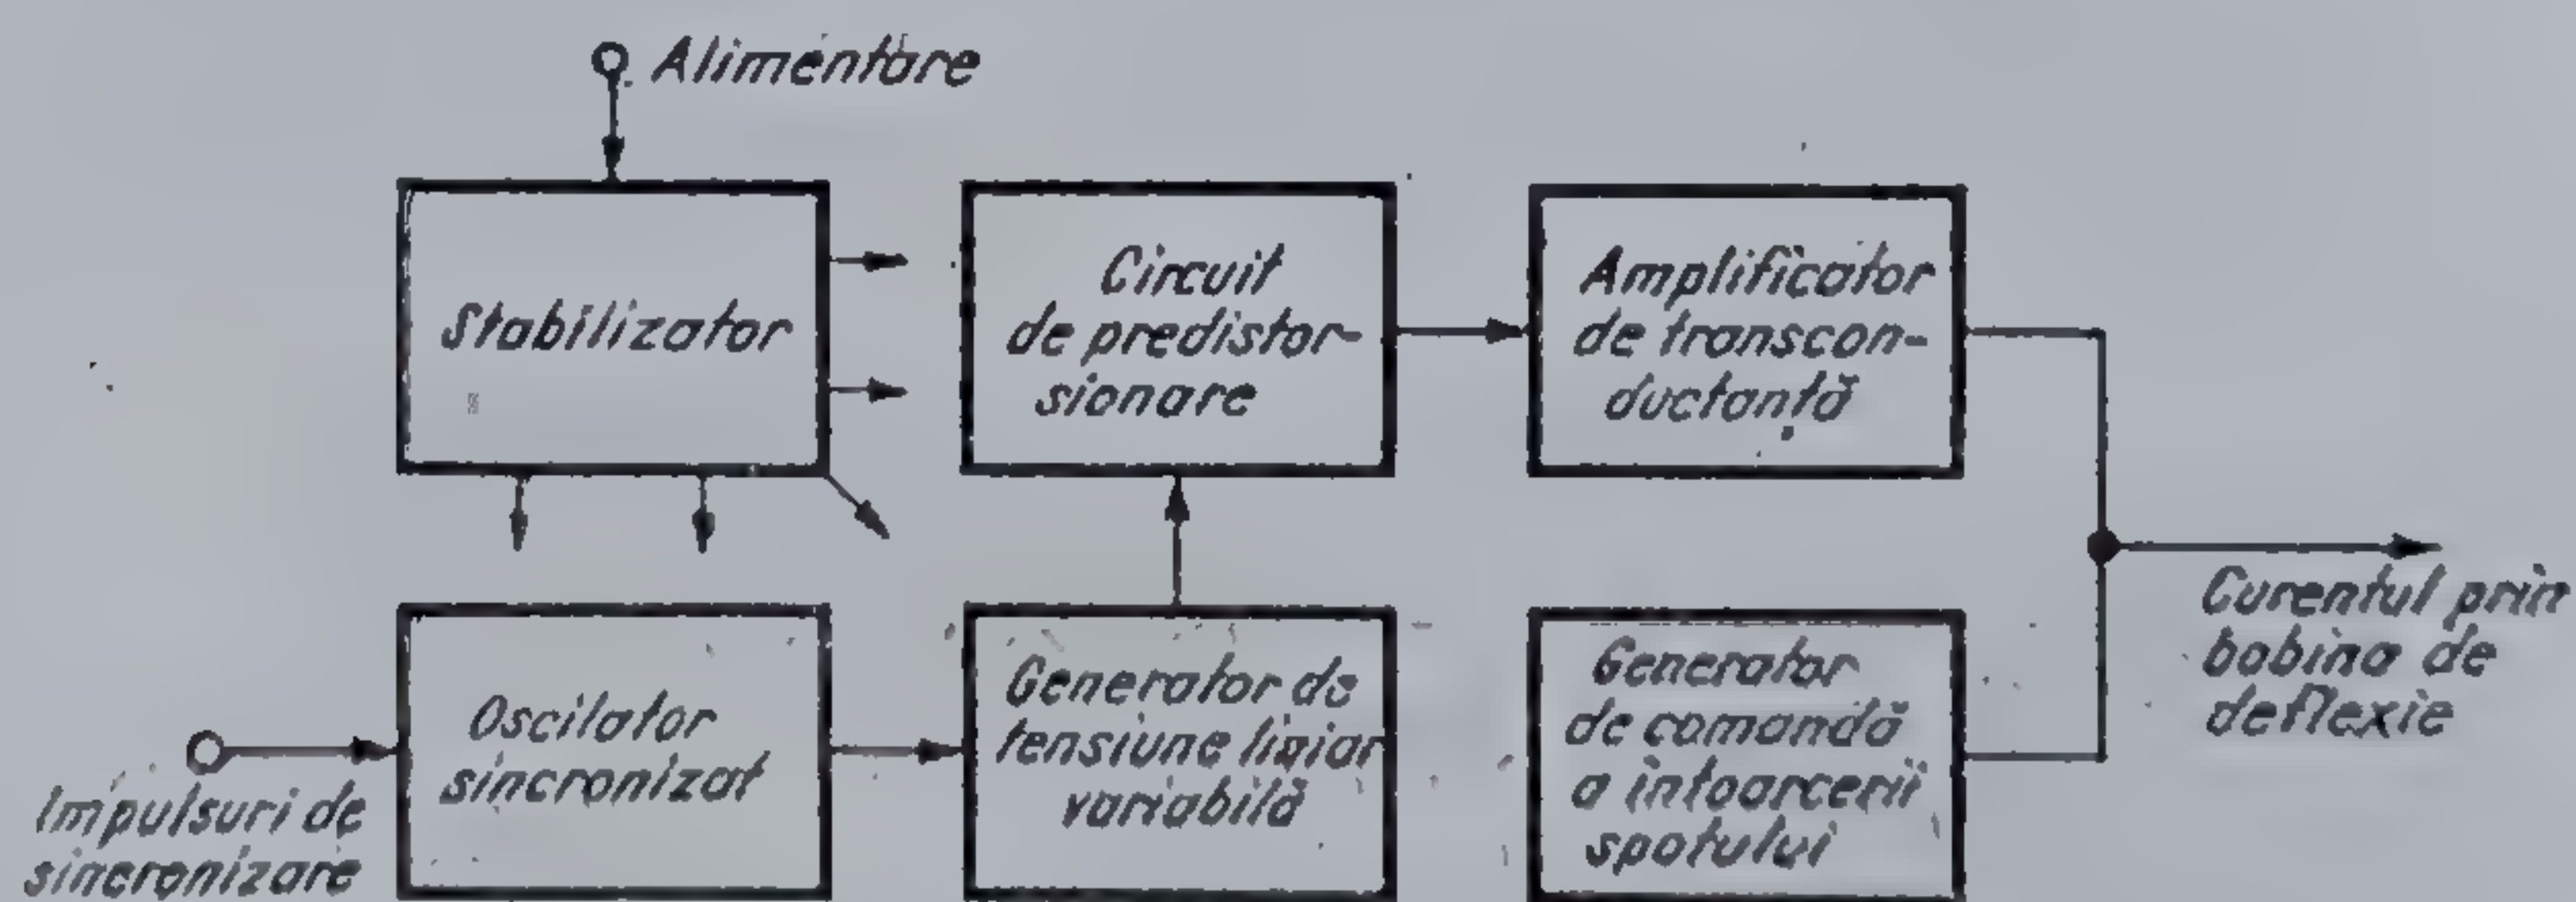 Alimentare
Stabilizator
Circuit
de predistor-
sionare
Amplificator
de transcon-
ductanță
Impulsuri de
sincronizare
Oscilator
sincronizat
Generator de
tensiune liniar
variabilă
Generator
de comandă
a întoarcerii
spotului
Curentul prin
bobina de
deflexie